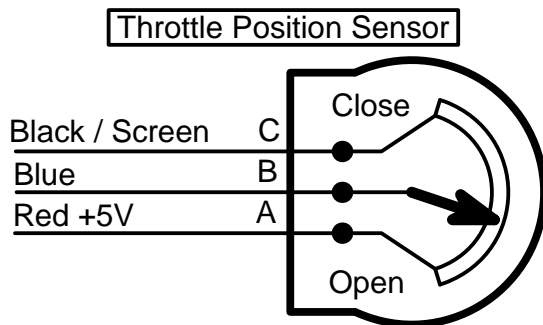 Throttle Position Sensor
Close
Black / Screen C
Blue B
Red +5V A
Open